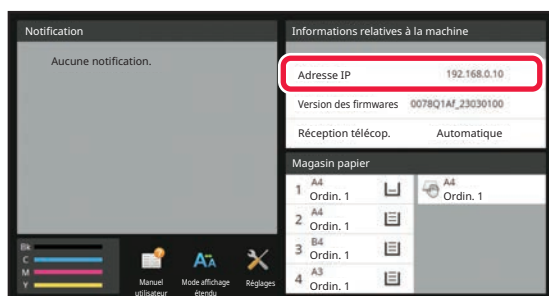 Notification
Aucune notification.
Informations relatives à la machine
Adresse IP 192.168.0.10
Version des firmwares 0078Q1Af_23030100
Réception télécop. Automatique
Magasin papier
1 A4
Ordin. 1
A4
Ordin. 1
2 A4
Ordin. 1
3 B4
Ordin. 1
4 A3
Ordin. 1
Bk
C
M
Y
Manuel
utilisateur
Mode affichage
étendu
Réglages